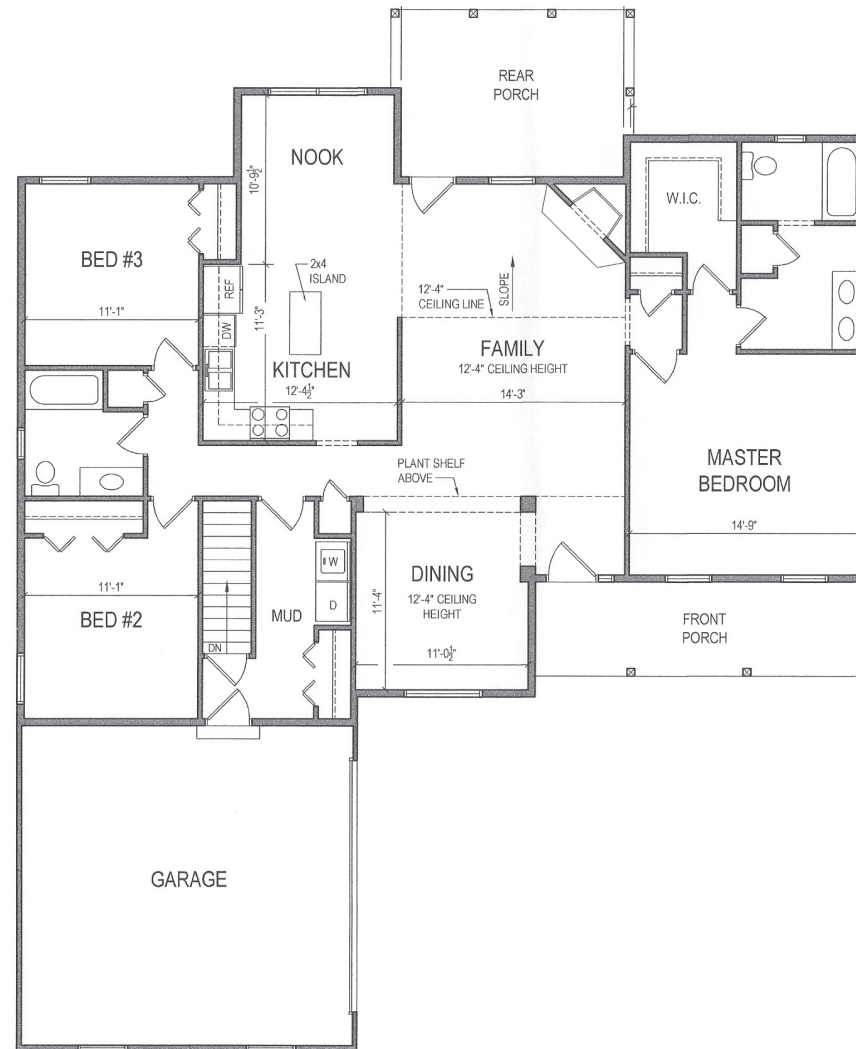 REAR
PORCH
NOOK
10'-9½"
W.I.C.
BED #3
2x4
ISLAND
REF
11'-3"
12'-4"
CEILING LINE
SLOPE
11'-1"
DW
FAMILY
12'-4" CEILING HEIGHT
KITCHEN
12'-4½"
14'-3"
PLANT SHELF
ABOVE
MASTER
BEDROOM
14'-9"
W
11'-1"
D
DINING
12'-4" CEILING
HEIGHT
11'-4"
BED #2
MUD
FRONT
PORCH
DN
11'-0½"
GARAGE